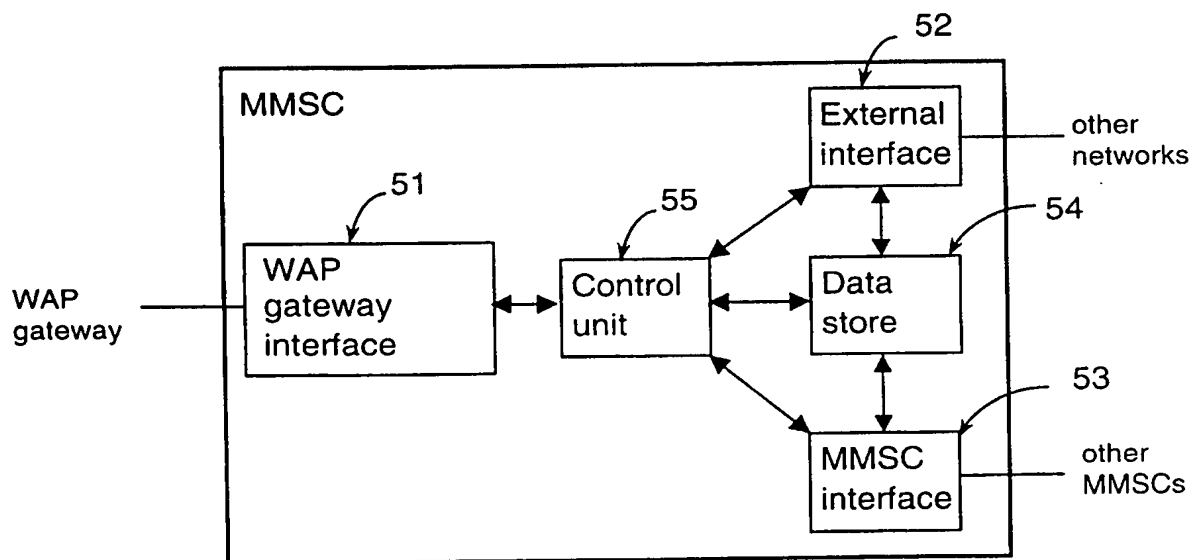 52
MMSC
External
interface
other
networks
51
55
54
WAP
gateway
interface
Control
unit
Data
store
WAP
gateway
53
MMSC
interface
other
MMSCs